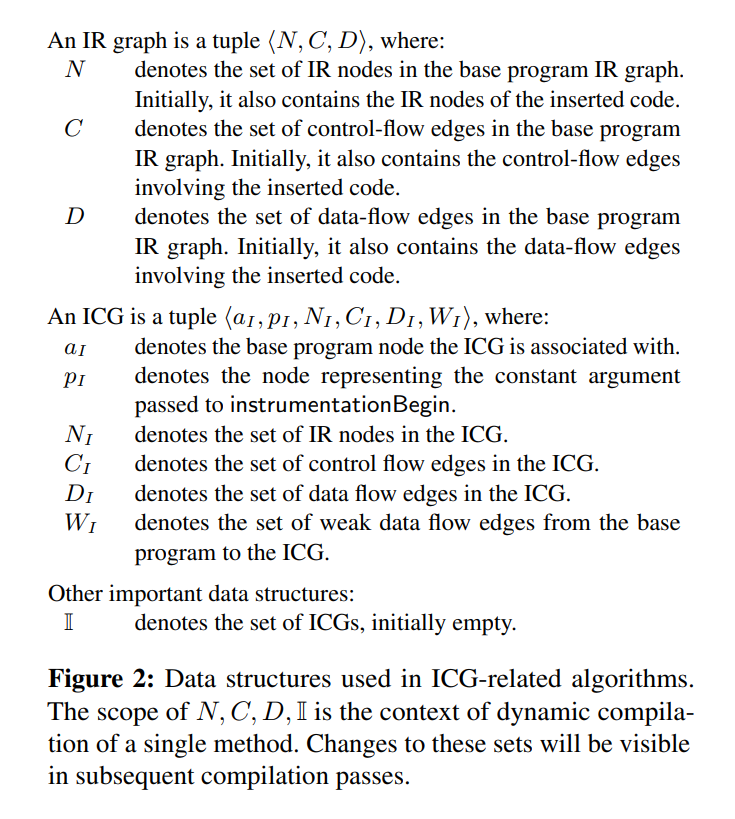 An IR graph is a tuple ⟨N, C, D⟩, where:
N denotes the set of IR nodes in the base program IR graph.
Initially, it also contains the IR nodes of the inserted code.
C denotes the set of control-flow edges in the base program
IR graph. Initially, it also contains the control-flow edges
involving the inserted code.
D denotes the set of data-flow edges in the base program
IR graph. Initially, it also contains the data-flow edges
involving the inserted code.
An ICG is a tuple ⟨a_I, p_I, N_I, C_I, D_I, W_I⟩, where:
a_I denotes the base program node the ICG is associated with.
p_I denotes the node representing the constant argument
passed to instrumentationBegin.
N_I denotes the set of IR nodes in the ICG.
C_I denotes the set of control flow edges in the ICG.
D_I denotes the set of data flow edges in the ICG.
W_I denotes the set of weak data flow edges from the base
program to the ICG.
Other important data structures:
𝕀 denotes the set of ICGs, initially empty.
Figure 2: Data structures used in ICG-related algorithms.
The scope of N, C, D, 𝕀 is the context of dynamic compila-
tion of a single method. Changes to these sets will be visible
in subsequent compilation passes.